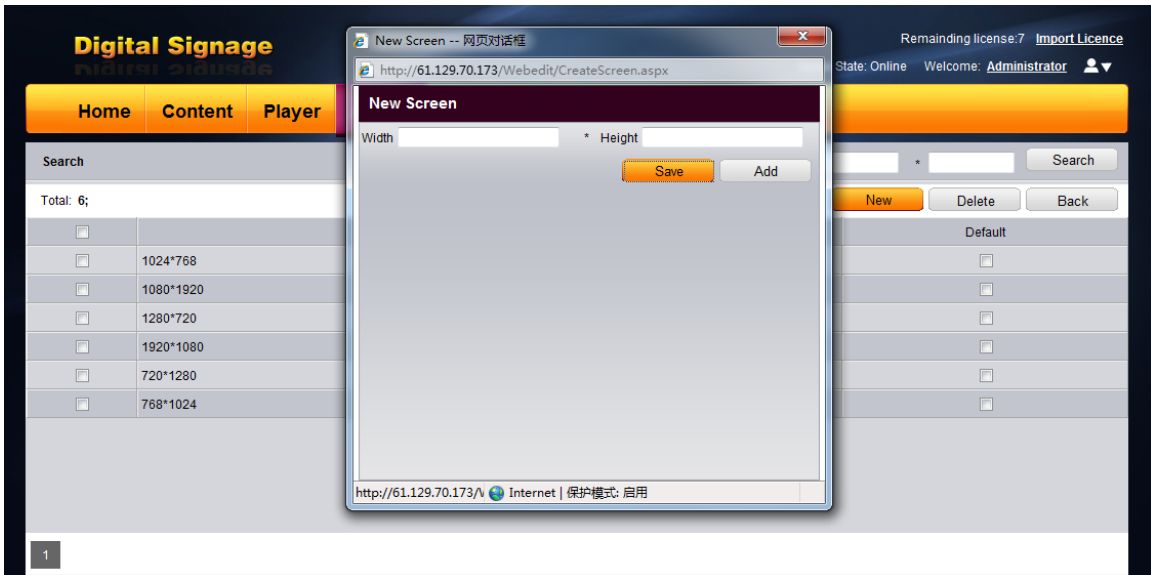 Digital Signage
Remainding license:7 Import Licence
State: Online Welcome: Administrator
Home Content Player
Search
* Search
Total: 6;
New Delete Back
Default
1024*768
1080*1920
1280*720
1920*1080
720*1280
768*1024
1
New Screen -- 网页对话框
http://61.129.70.173/Webedit/CreateScreen.aspx
New Screen
Width * Height
Save Add
http://61.129.70.173/\ Internet | 保护模式: 启用